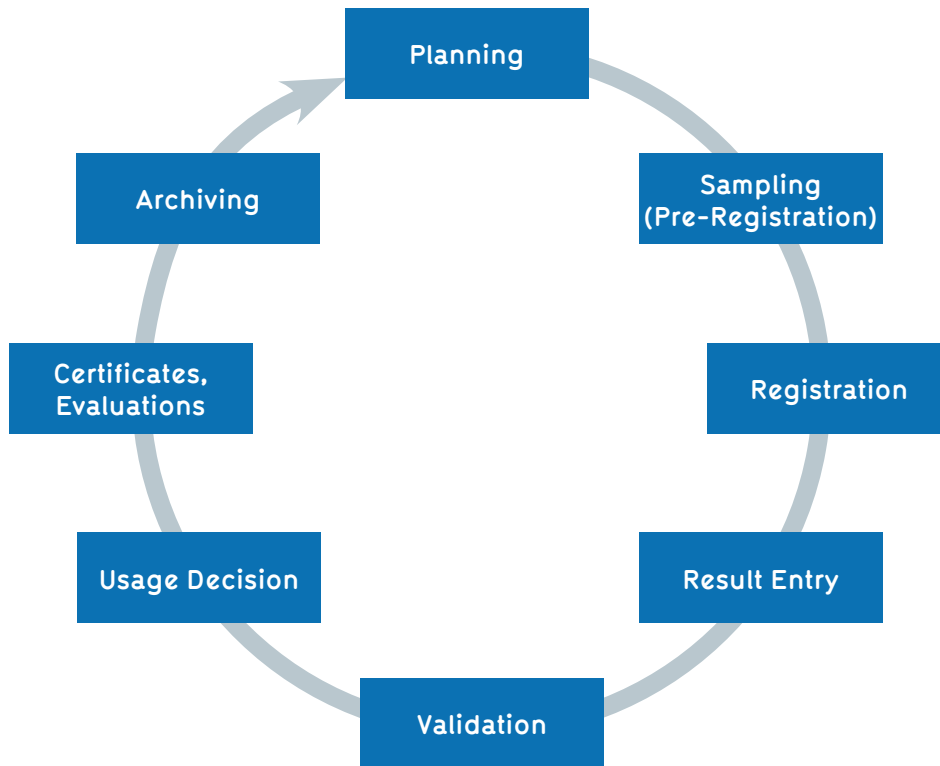 Planning
Sampling
(Pre-Registration)
Registration
Result Entry
Validation
Usage Decision
Certificates,
Evaluations
Archiving